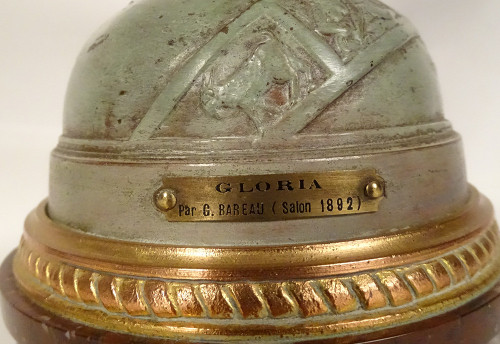 GLORIA
Par G. BAREAU ( Salon 1892 )